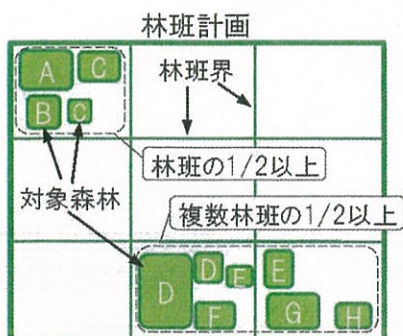 林班計画
A C
林班界
B C
林班の1/2以上
対象森林
複数林班の1/2以上
D D E E
F G H